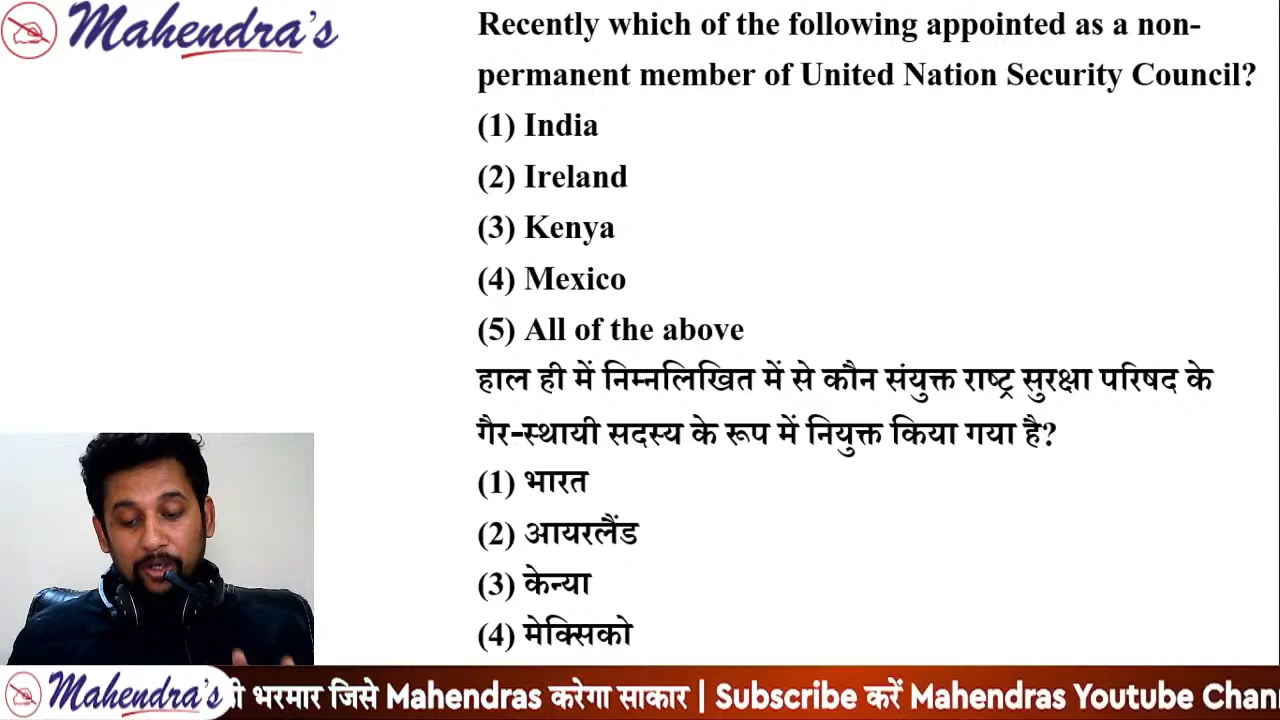 Mahendra's
Recently which of the following appointed as a non-
permanent member of United Nation Security Council?
(1) India
(2) Ireland
(3) Kenya
(4) Mexico
(5) All of the above
हाल ही में निम्नलिखित में से कौन संयुक्त राष्ट्र सुरक्षा परिषद के
गैर-स्थायी सदस्य के रूप में नियुक्त किया गया है?
(1) भारत
(2) आयरलैंड
(3) केन्या
(4) मेक्सिको
Mahendra's भरमार जिसे Mahendras करेगा साकार | Subscribe करें Mahendras Youtube Chan